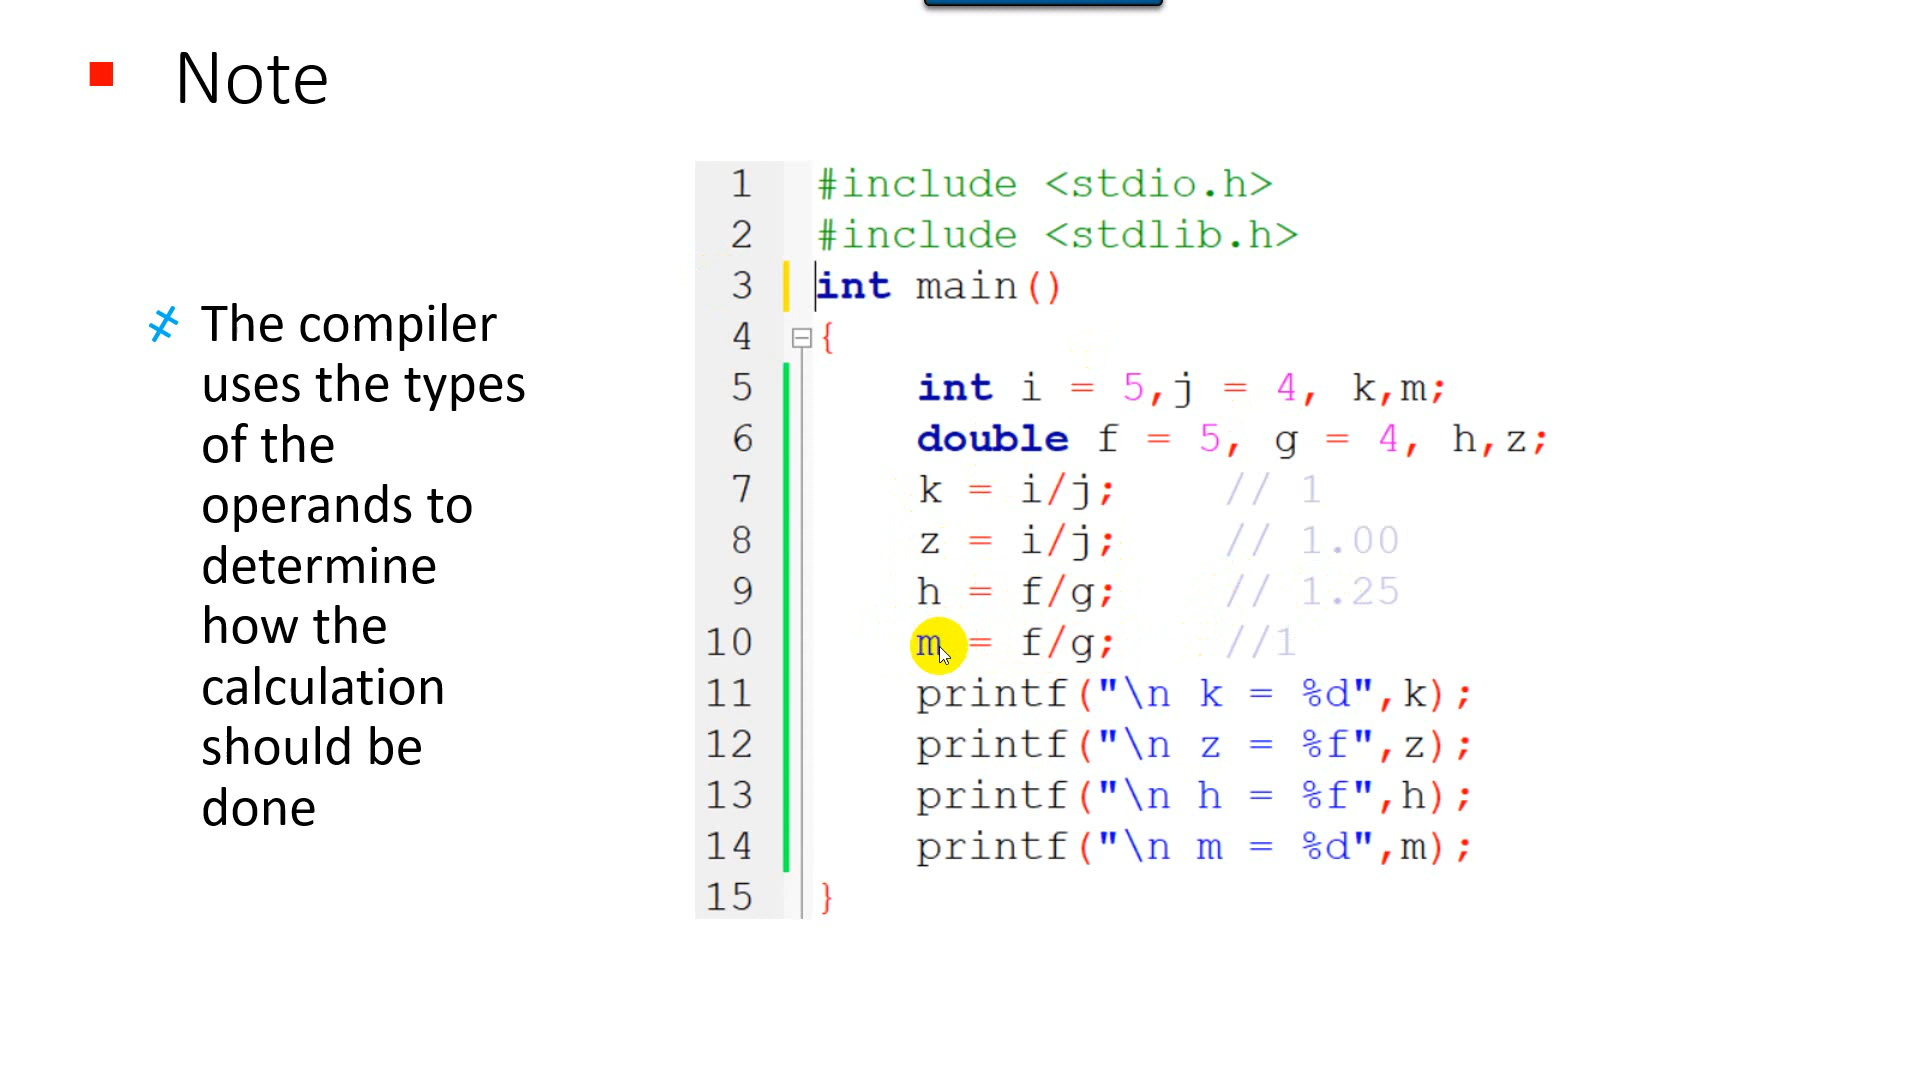 Note
The compiler
uses the types
of the
operands to
determine
how the
calculation
should be
done
1 #include <stdio.h>
2 #include <stdlib.h>
3 int main()
4 {
5 int i = 5,j = 4, k,m;
6 double f = 5, g = 4, h,z;
7 k = i/j; // 1
8 z = i/j; // 1.00
9 h = f/g; // 1.25
10 m = f/g; //1
11 printf("\n k = %d",k);
12 printf("\n z = %f",z);
13 printf("\n h = %f",h);
14 printf("\n m = %d",m);
15 }